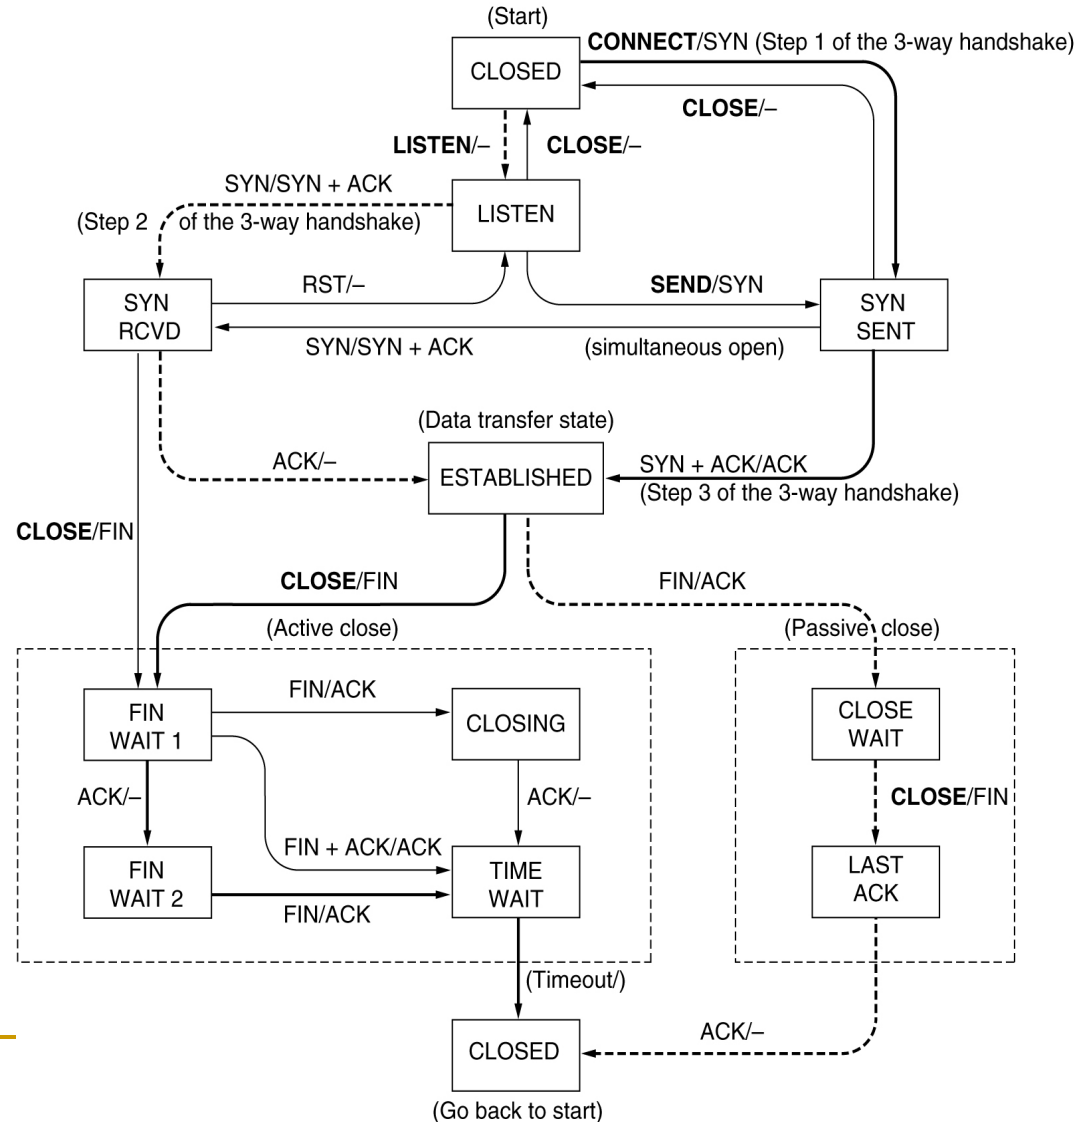 (Start)
CONNECT/SYN (Step 1 of the 3-way handshake)
CLOSED
CLOSE/–
LISTEN/–
CLOSE/–
SYN/SYN + ACK
(Step 2 of the 3-way handshake)
LISTEN
RST/–
SEND/SYN
SYN
RCVD
SYN
SENT
SYN/SYN + ACK
(simultaneous open)
(Data transfer state)
ACK/–
ESTABLISHED
SYN + ACK/ACK
(Step 3 of the 3-way handshake)
CLOSE/FIN
CLOSE/FIN
FIN/ACK
(Active close)
(Passive close)
FIN/ACK
FIN
WAIT 1
CLOSING
CLOSE
WAIT
ACK/–
ACK/–
CLOSE/FIN
FIN + ACK/ACK
FIN
WAIT 2
TIME
WAIT
LAST
ACK
FIN/ACK
(Timeout/)
ACK/–
CLOSED
(Go back to start)